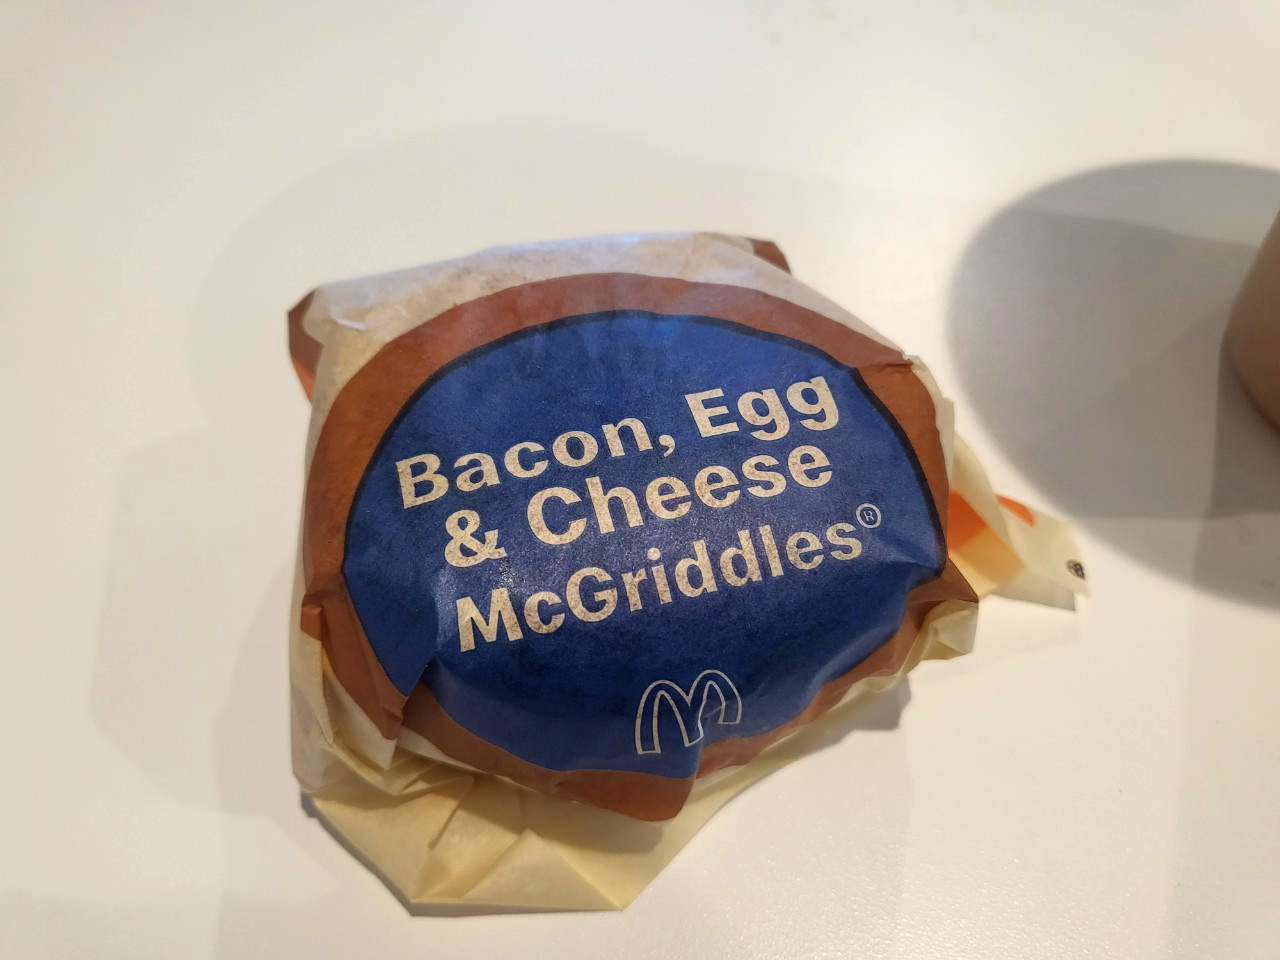 Bacon, Egg
& Cheese
McGriddles®